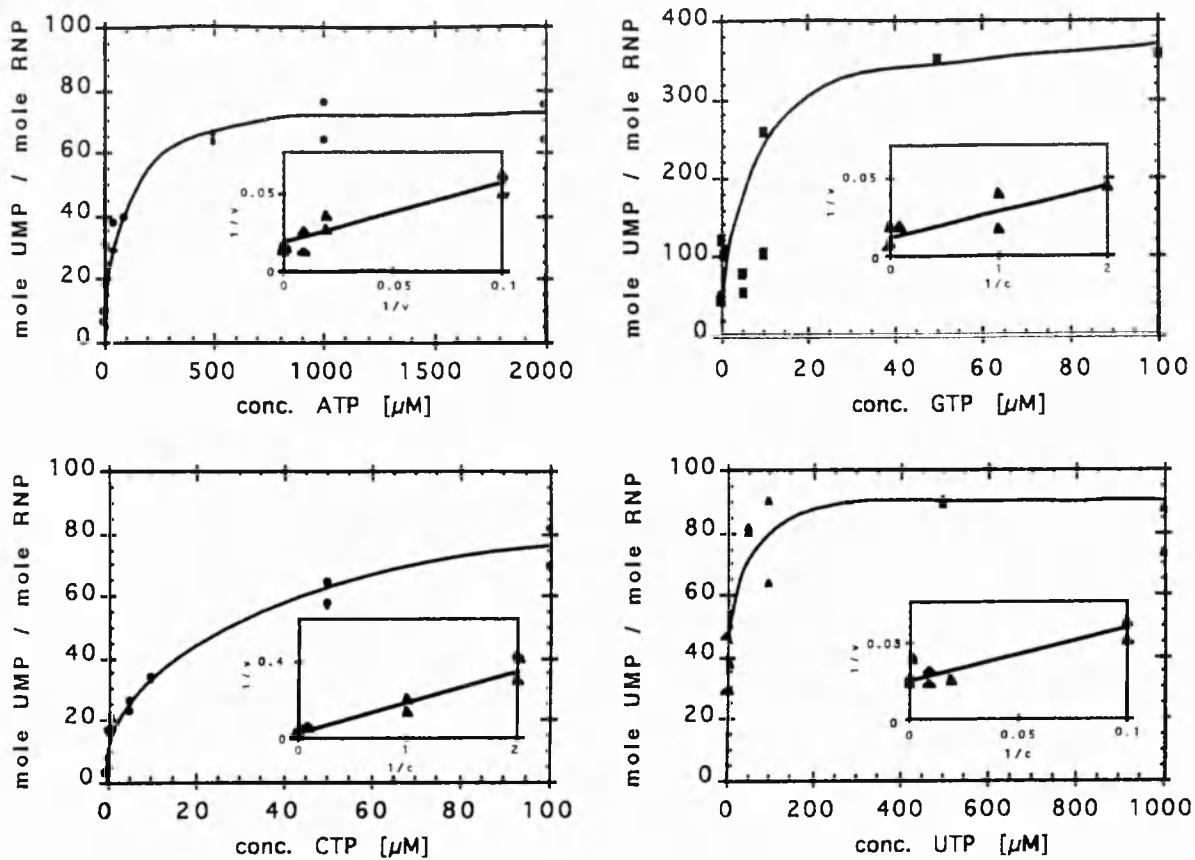 mole UMP / mole RNP
100
80
60
40
20
0
0 500 1000 1500 2000
conc. ATP [µM]
1/v
0.05
0
0 0.05 0.1
1/v
mole UMP / mole RNP
400
300
200
100
0
0 20 40 60 80 100
conc. GTP [µM]
1/v
0.05
0
0 1 2
1/c
mole UMP / mole RNP
100
80
60
40
20
0
0 20 40 60 80 100
conc. CTP [µM]
1/v
0.4
0
0 1 2
1/c
mole UMP / mole RNP
100
80
60
40
20
0
0 200 400 600 800 1000
conc. UTP [µM]
1/v
0.03
0
0 0.05 0.1
1/c